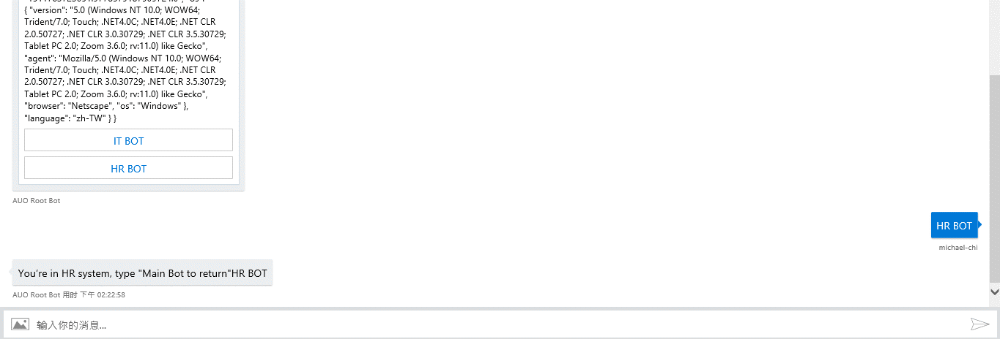 { "version": "5.0 (Windows NT 10.0; WOW64;
Trident/7.0; Touch; .NET4.0C; .NET4.0E; .NET CLR
2.0.50727; .NET CLR 3.0.30729; .NET CLR 3.5.30729;
Tablet PC 2.0; Zoom 3.6.0; rv:11.0) like Gecko",
"agent": "Mozilla/5.0 (Windows NT 10.0; WOW64;
Trident/7.0; Touch; .NET4.0C; .NET4.0E; .NET CLR
2.0.50727; .NET CLR 3.0.30729; .NET CLR 3.5.30729;
Tablet PC 2.0; Zoom 3.6.0; rv:11.0) like Gecko",
"browser": "Netscape", "os": "Windows" },
"language": "zh-TW" } }
IT BOT
HR BOT
AUO Root Bot
HR BOT
michael-chi
You're in HR system, type "Main Bot to return"HR BOT
AUO Root Bot 用时 下午 02:22:58
输入你的消息...